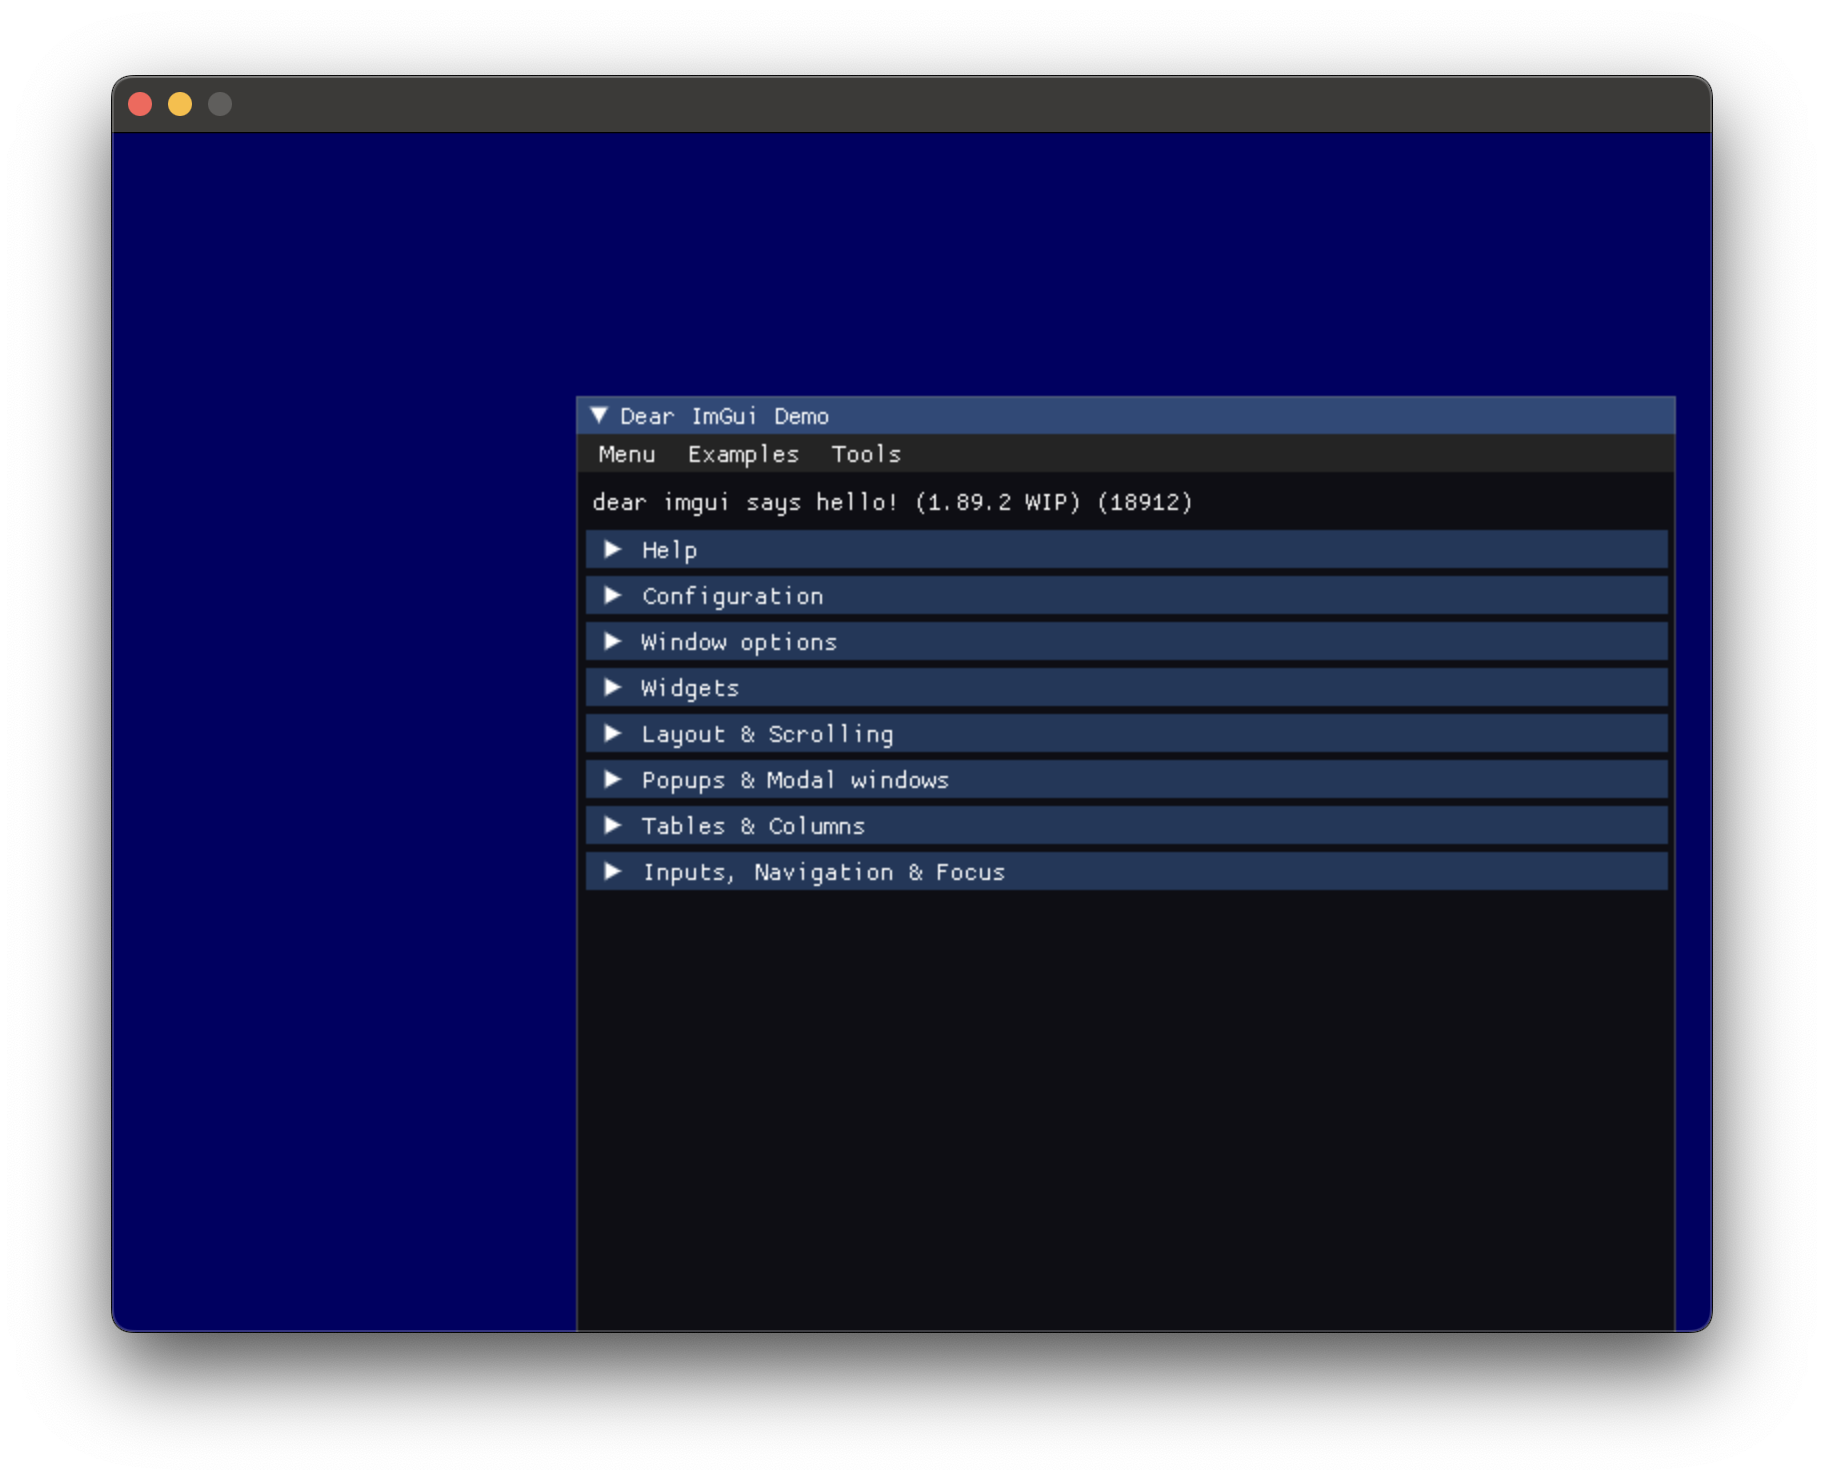 Dear ImGui Demo
Menu Examples Tools
dear imgui says hello! (1.89.2 WIP) (18912)
Help
Configuration
Window options
Widgets
Layout & Scrolling
Popups & Modal windows
Tables & Columns
Inputs, Navigation & Focus